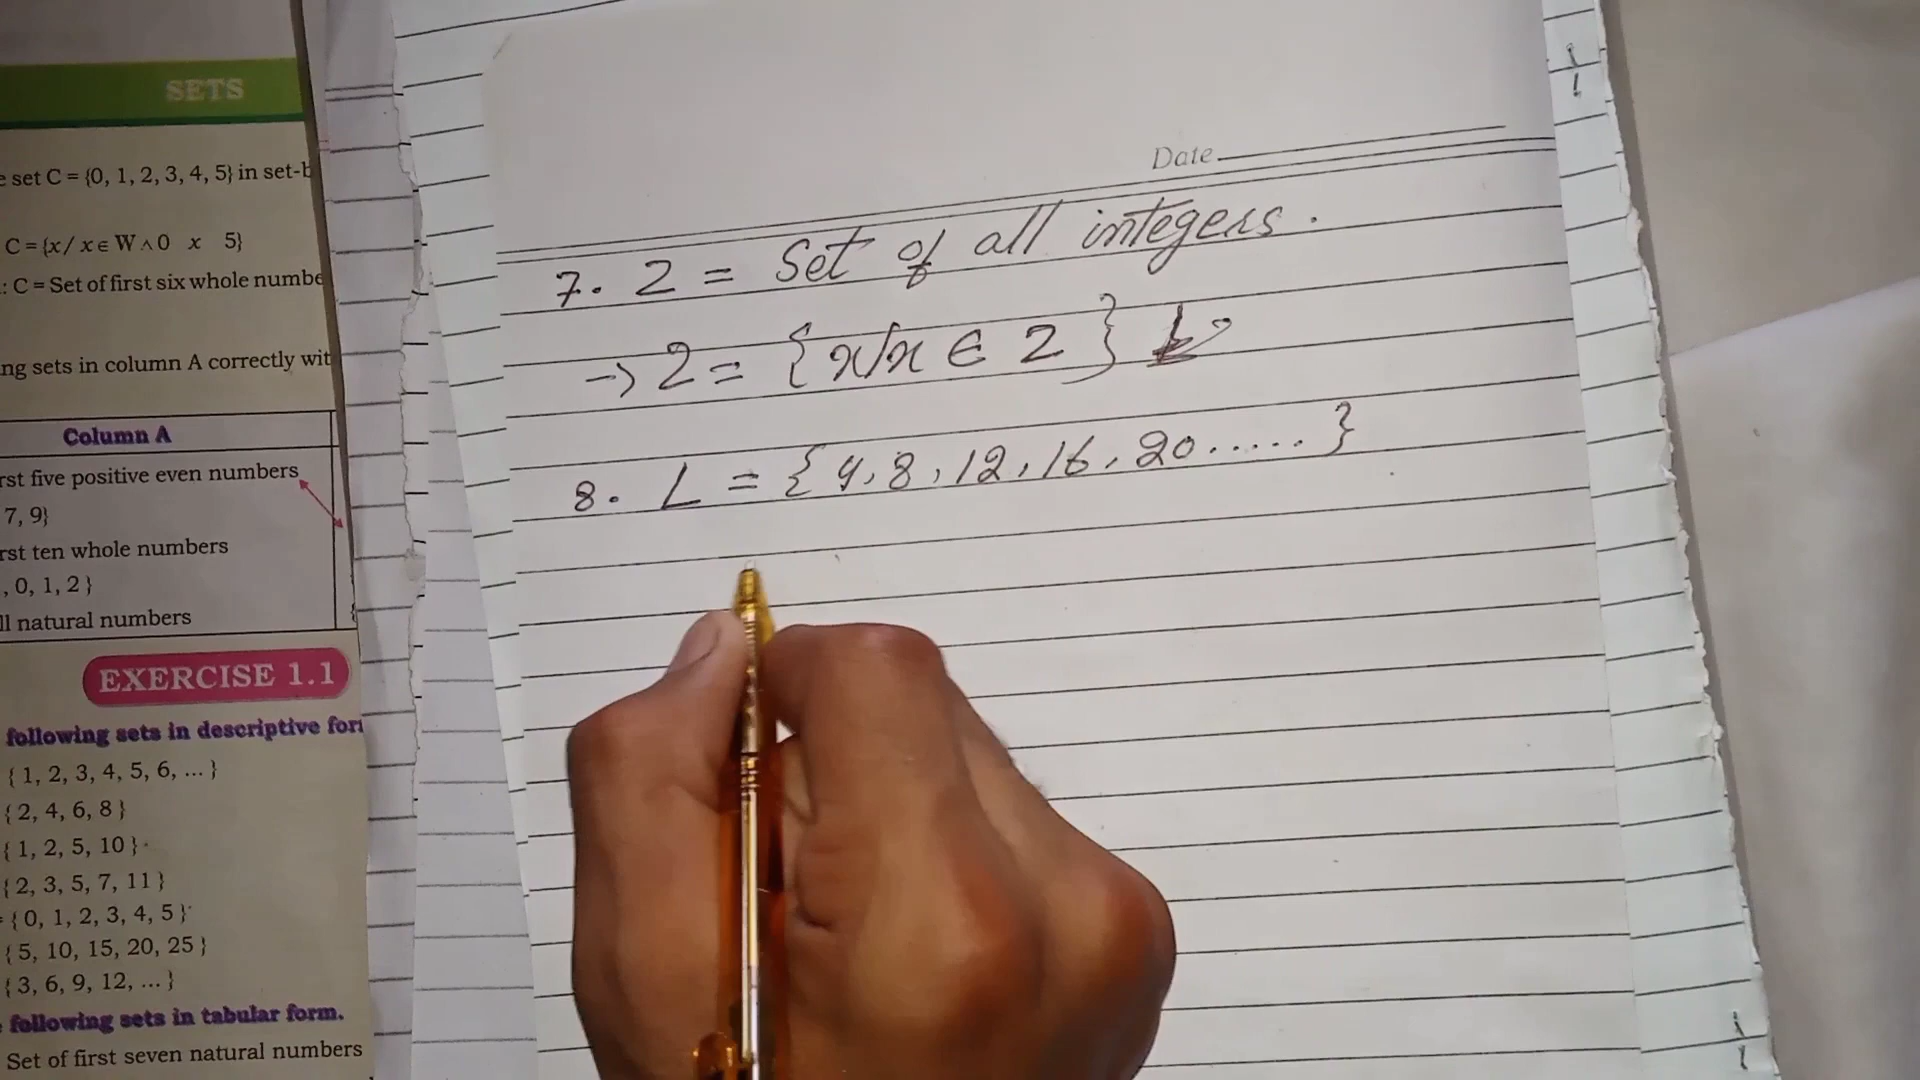 SETS
e set C = {0, 1, 2, 3, 4, 5} in set-b
C = {x/ x ∈ W ∧ 0 x 5}
: C = Set of first six whole numbe
ng sets in column A correctly wit
Column A
rst five positive even numbers
7, 9}
rst ten whole numbers
, 0, 1, 2 }
ll natural numbers
EXERCISE 1.1
following sets in descriptive for
{ 1, 2, 3, 4, 5, 6, ... }
{ 2, 4, 6, 8 }
{ 1, 2, 5, 10 }
{ 2, 3, 5, 7, 11 }
= { 0, 1, 2, 3, 4, 5 }
{ 5, 10, 15, 20, 25 }
{ 3, 6, 9, 12, ... }
following sets in tabular form.
Set of first seven natural numbers
Date
7. Z = Set of all integers.
→ Z = { x/x ∈ Z }
8. L = { 4, 8, 12, 16, 20 ..... }